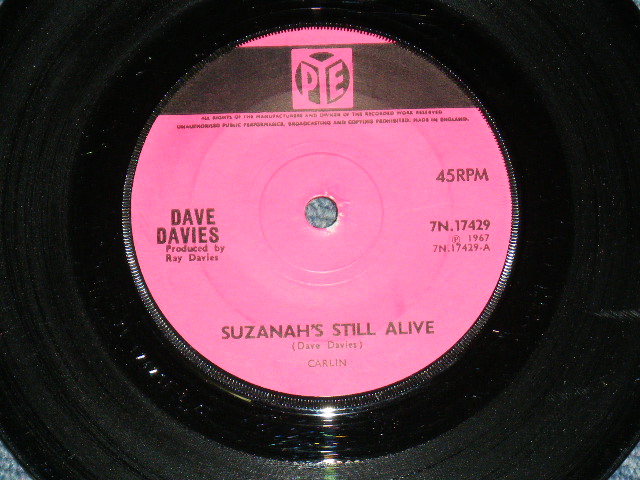 PYE
ALL RIGHTS OF THE MANUFACTURERS AND OWNER OF THE RECORDED WORK RESERVED
UNAUTHORISED PUBLIC PERFORMANCE, BROADCASTING AND COPYING PROHIBITED. MADE IN ENGLAND.
45RPM
DAVE
DAVIES
Produced by
Ray Davies
7N.17429
Ⓟ 1967
7N.17429-A
SUZANAH'S STILL ALIVE
(Dave Davies)
CARLIN